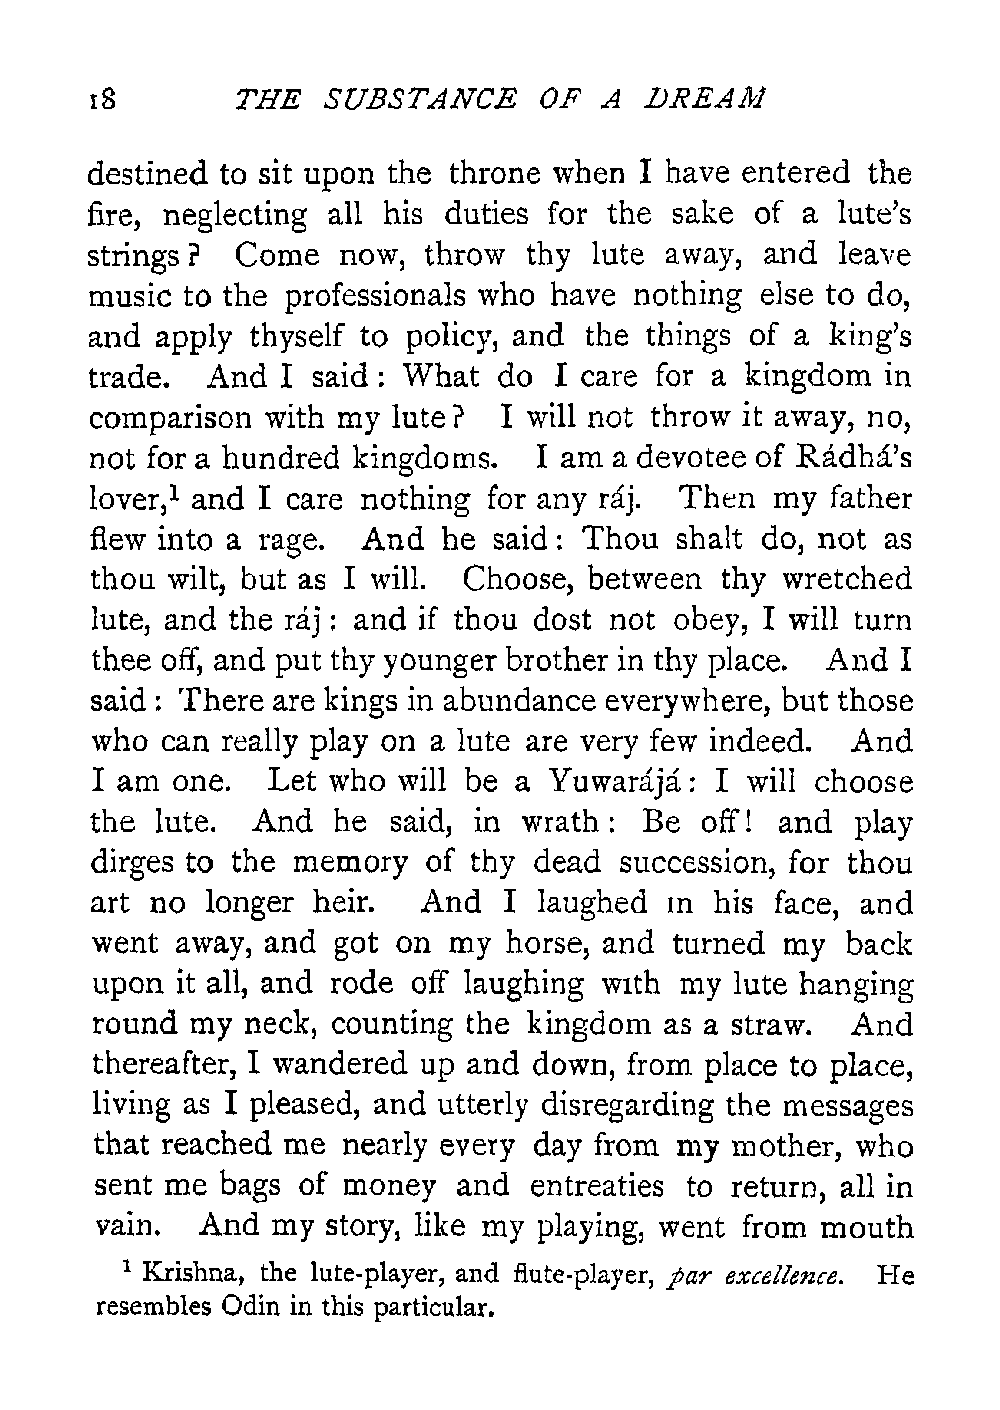 18 THE SUBSTANCE OF A DREAM
destined to sit upon the throne when I have entered the
fire, neglecting all his duties for the sake of a lute's
strings? Come now, throw thy lute away, and leave
music to the professionals who have nothing else to do,
and apply thyself to policy, and the things of a king's
trade. And I said: What do I care for a kingdom in
comparison with my lute? I will not throw it away, no,
not for a hundred kingdoms. I am a devotee of Rádhá's
lover,¹ and I care nothing for any ráj. Then my father
flew into a rage. And he said: Thou shalt do, not as
thou wilt, but as I will. Choose, between thy wretched
lute, and the ráj: and if thou dost not obey, I will turn
thee off, and put thy younger brother in thy place. And I
said: There are kings in abundance everywhere, but those
who can really play on a lute are very few indeed. And
I am one. Let who will be a Yuwarájá: I will choose
the lute. And he said, in wrath: Be off! and play
dirges to the memory of thy dead succession, for thou
art no longer heir. And I laughed in his face, and
went away, and got on my horse, and turned my back
upon it all, and rode off laughing with my lute hanging
round my neck, counting the kingdom as a straw. And
thereafter, I wandered up and down, from place to place,
living as I pleased, and utterly disregarding the messages
that reached me nearly every day from my mother, who
sent me bags of money and entreaties to return, all in
vain. And my story, like my playing, went from mouth
¹ Krishna, the lute-player, and flute-player, par excellence. He
resembles Odin in this particular.